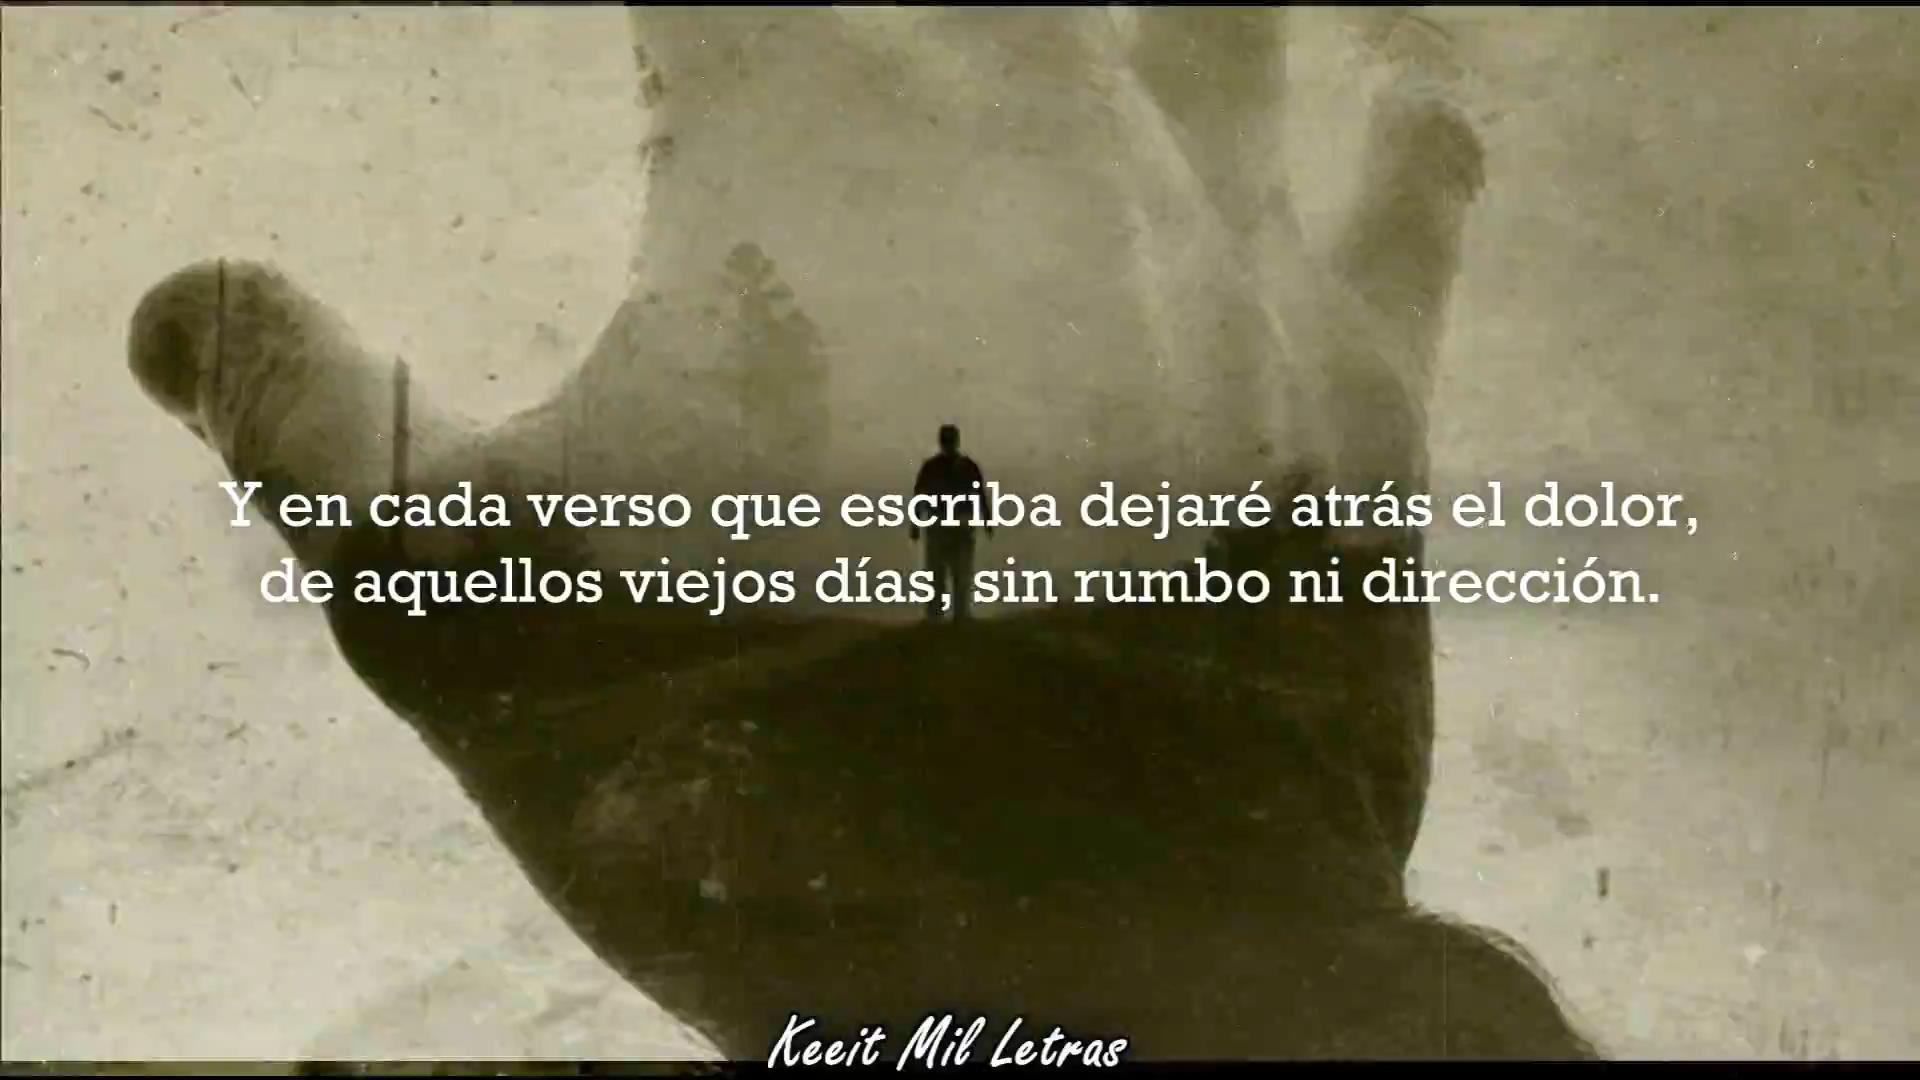 Y en cada verso que escriba dejaré atrás el dolor,
de aquellos viejos días, sin rumbo ni dirección.
Keeit Mil Letras